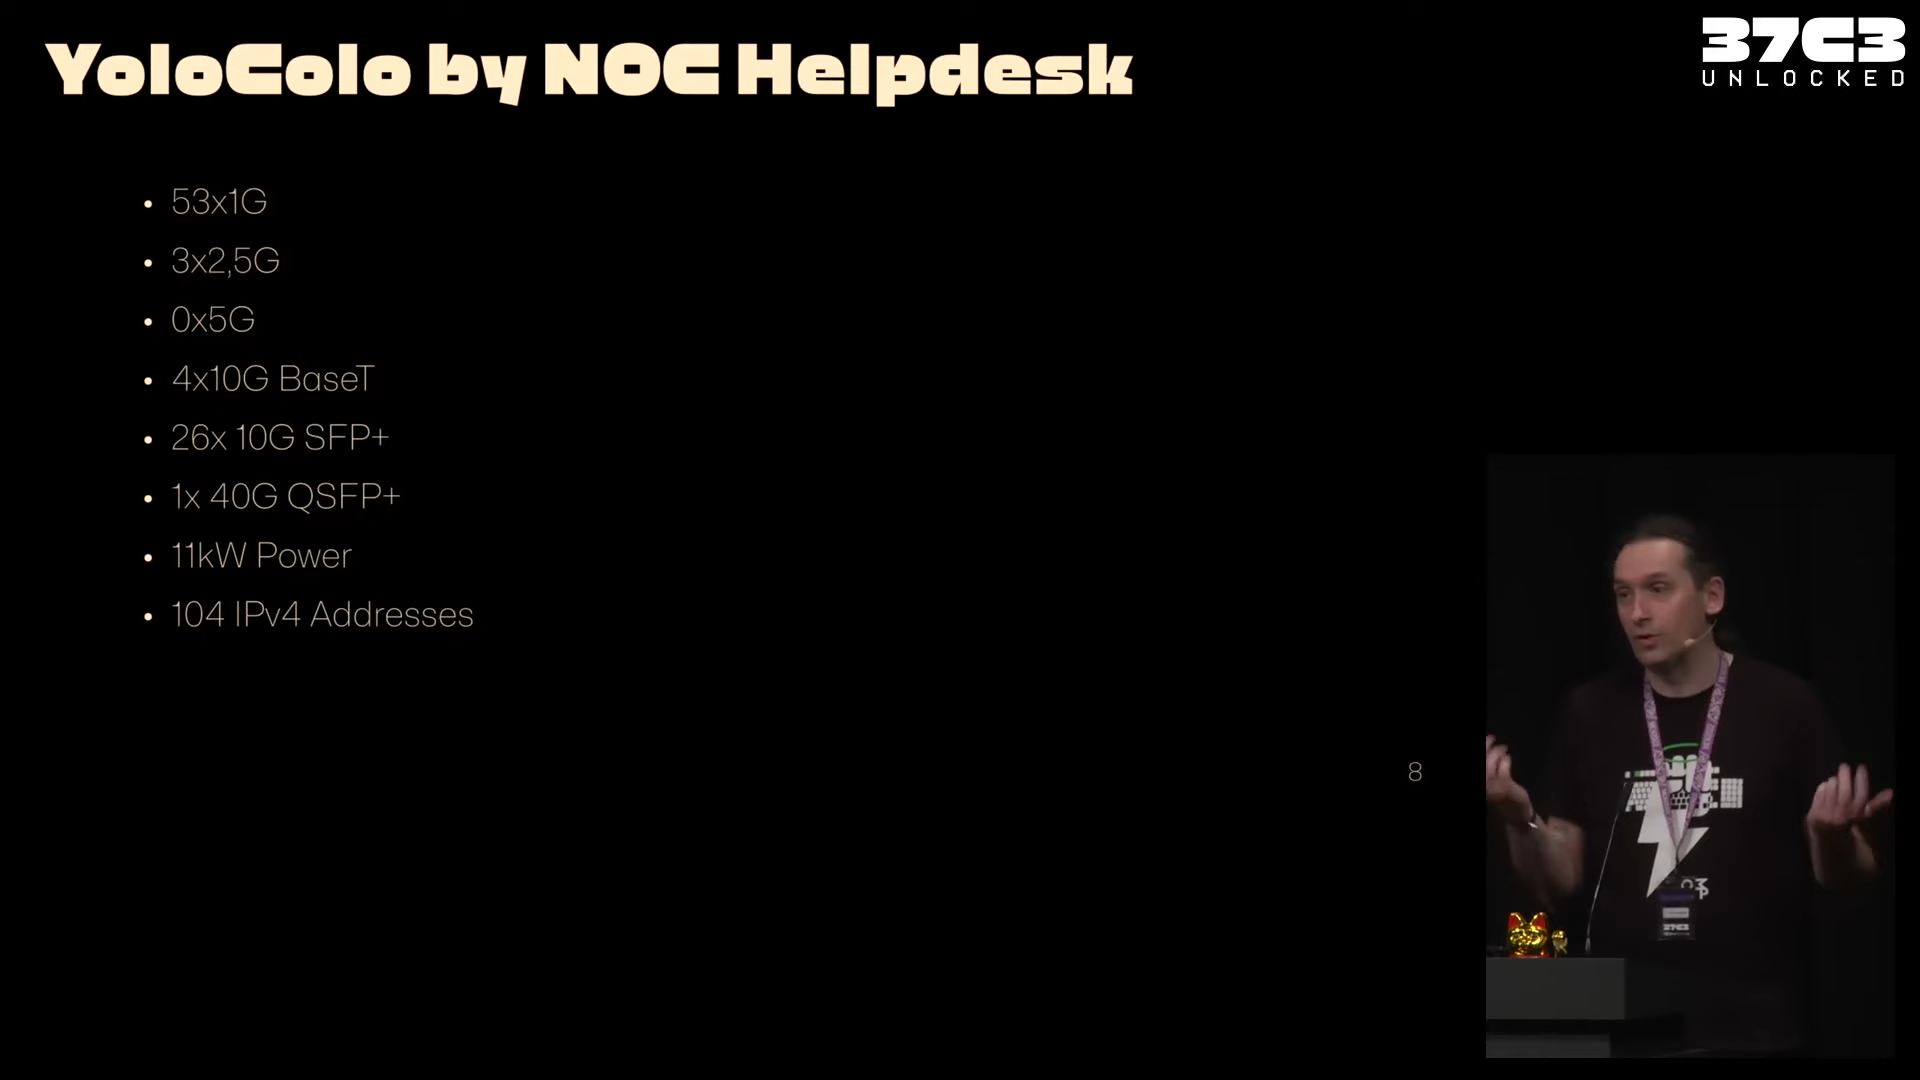 YoloColo by NOC Helpdesk
37C3
UNLOCKED
• 53x1G
• 3x2,5G
• 0x5G
• 4x10G BaseT
• 26x 10G SFP+
• 1x 40G QSFP+
• 11kW Power
• 104 IPv4 Addresses
8
37C3